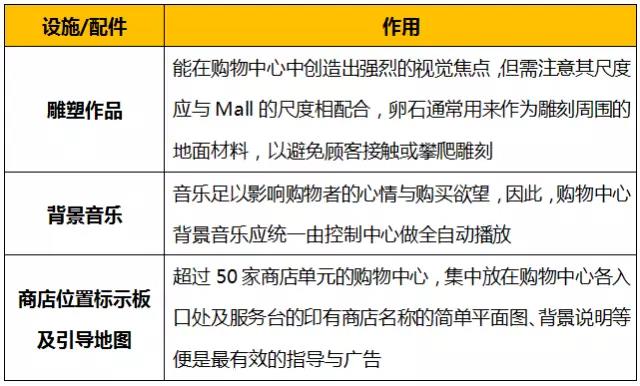 设施/配件
作用
雕塑作品
能在购物中心中创造出强烈的视觉焦点，但需注意其尺度
应与 Mall 的尺度相配合，卵石通常用来作为雕刻周围的
地面材料，以避免顾客接触或攀爬雕刻
背景音乐
音乐足以影响购物者的心情与购买欲望，因此，购物中心
背景音乐应统一由控制中心做全自动播放
商店位置标示板
及引导地图
超过 50 家商店单元的购物中心，集中放在购物中心各入
口处及服务台的印有商店名称的简单平面图、背景说明等
便是最有效的指导与广告